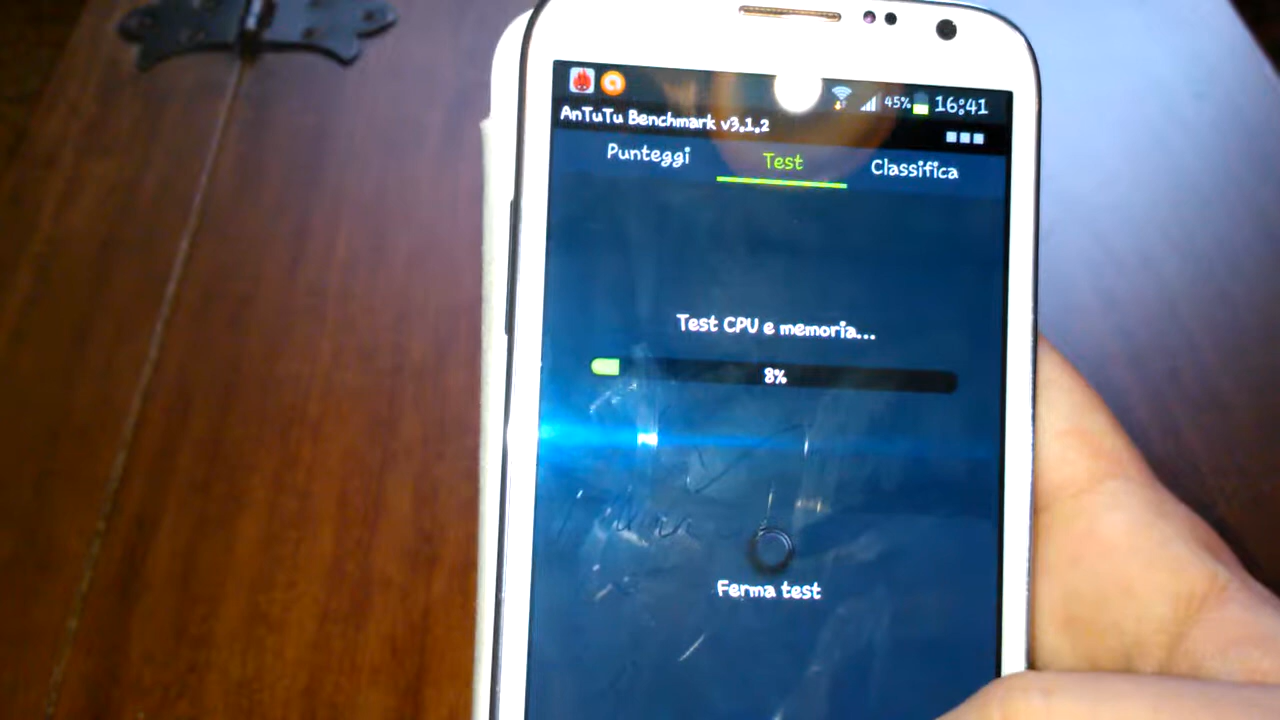 45% 16:41
AnTuTu Benchmark v3.1.2
Punteggi Test Classifica
Test CPU e memoria...
8%
Ferma test